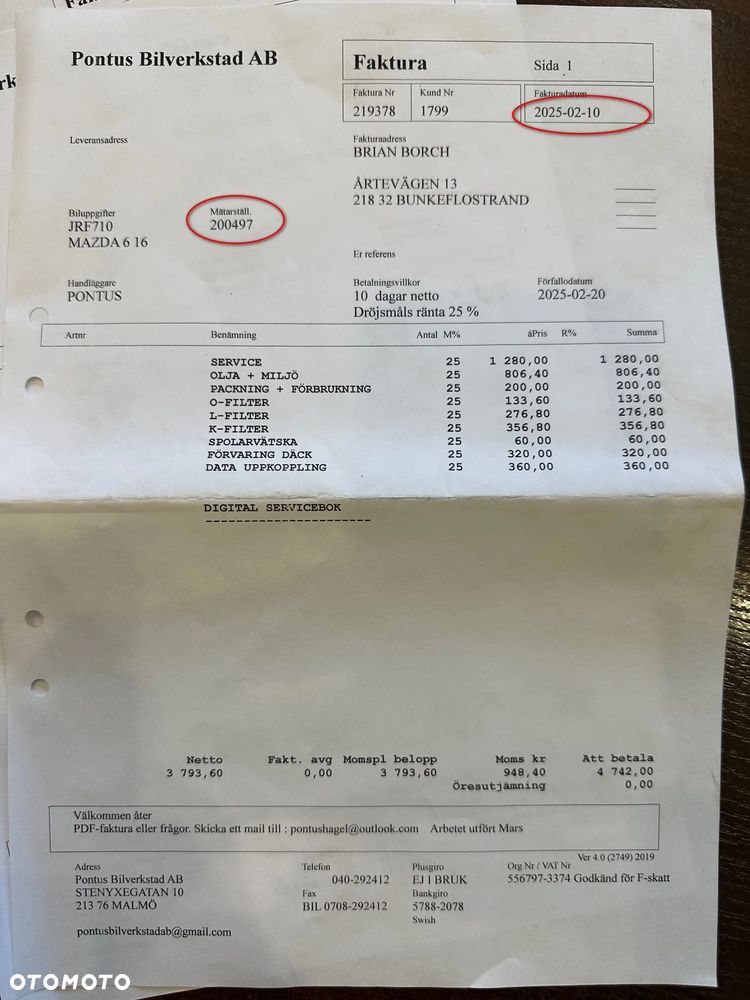 Pontus Bilverkstad AB
Faktura
Sida 1
Faktura Nr
219378
Kund Nr
1799
Fakturadatum
2025-02-10
Leveransadress
Fakturaadress
BRIAN BORCH
ÅRTEVÄGEN 13
218 32 BUNKEFLOSTRAND
Biluppgifter
JRF710
MAZDA 6 16
Mätarställ.
200497
Er referens
Handläggare
PONTUS
Betalningsvillkor
10 dagar netto
Dröjsmåls ränta 25 %
Förfallodatum
2025-02-20
Artnr Benämning Antal M% áPris R% Summa
SERVICE 25 1 280,00 1 280,00
OLJA + MILJÖ 25 806,40 806,40
PACKNING + FÖRBRUKNING 25 200,00 200,00
O-FILTER 25 133,60 133,60
L-FILTER 25 276,80 276,80
K-FILTER 25 356,80 356,80
SPOLARVÄTSKA 25 60,00 60,00
FÖRVARING DÄCK 25 320,00 320,00
DATA UPPKOPPLING 25 360,00 360,00
DIGITAL SERVICEBOK
-----------------------
Netto Fakt. avg Momspl belopp Moms kr Att betala
3 793,60 0,00 3 793,60 948,40 4 742,00
Öresutjämning 0,00
Välkommen åter
PDF-faktura eller frågor. Skicka ett mail till : pontushagel@outlook.com Arbetet utfört Mars
Ver 4.0 (2749) 2019
Adress
Pontus Bilverkstad AB
STENYXEGATAN 10
213 76 MALMÖ
pontusbilverkstadab@gmail.com
Telefon
040-292412
Fax
BIL 0708-292412
Plusgiro
EJ I BRUK
Bankgiro
5788-2078
Swish
Org Nr / VAT Nr
556797-3374 Godkänd för F-skatt
OTOMOTO